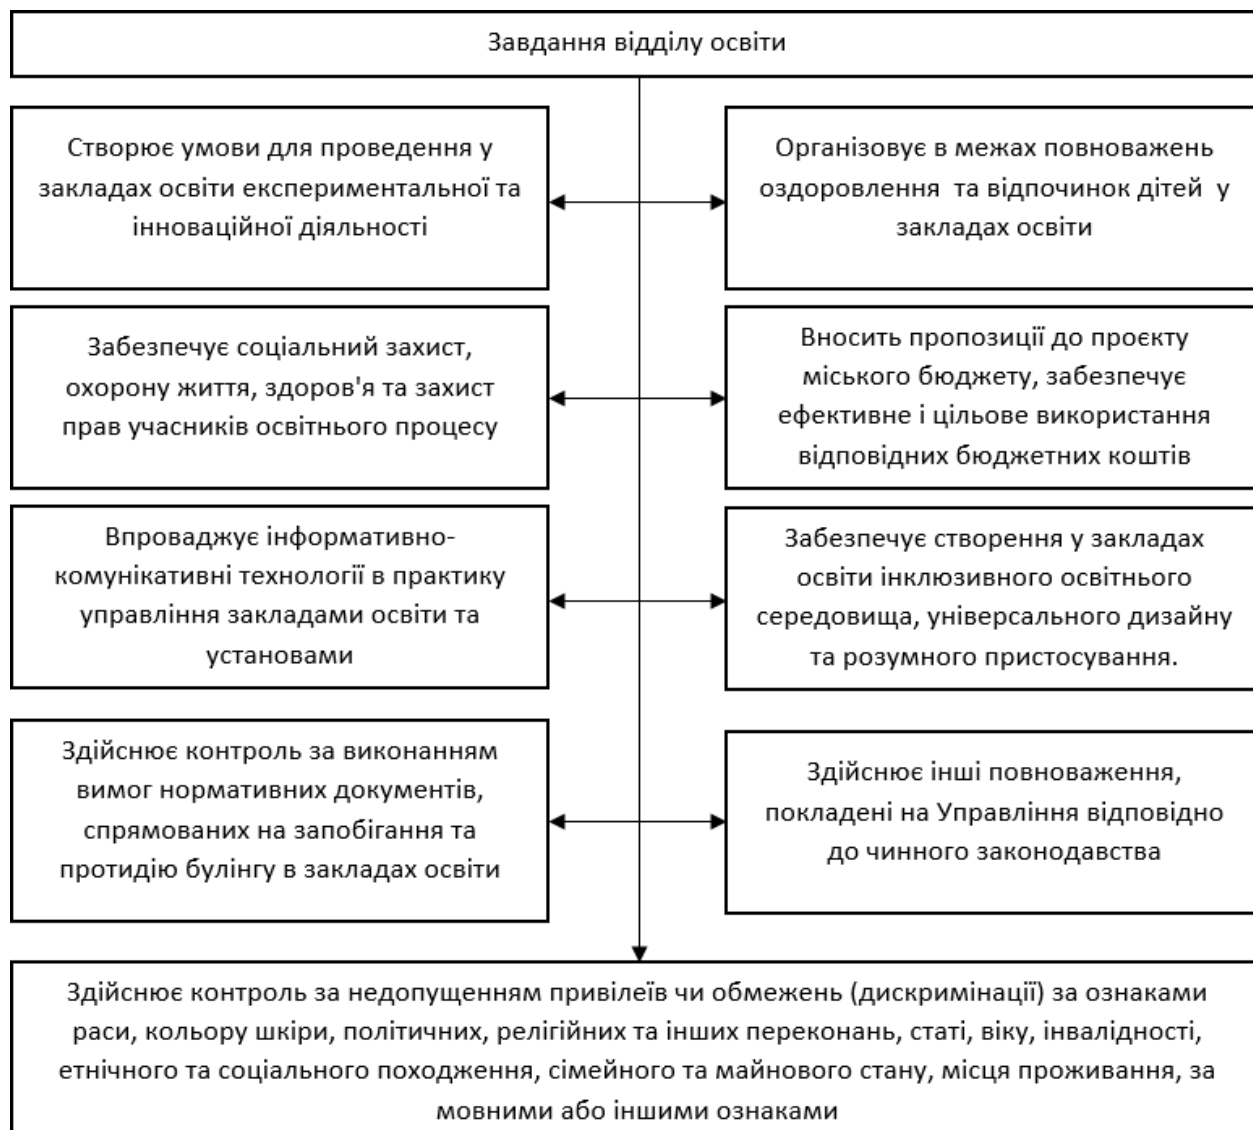 Завдання відділу освіти
Створює умови для проведення у
закладах освіти експериментальної та
інноваційної діяльності
Організовує в межах повноважень
оздоровлення та відпочинок дітей у
закладах освіти
Забезпечує соціальний захист,
охорону життя, здоров'я та захист
прав учасників освітнього процесу
Вносить пропозиції до проєкту
міського бюджету, забезпечує
ефективне і цільове використання
відповідних бюджетних коштів
Впроваджує інформативно-
комунікативні технології в практику
управління закладами освіти та
установами
Забезпечує створення у закладах
освіти інклюзивного освітнього
середовища, універсального дизайну
та розумного пристосування.
Здійснює контроль за виконанням
вимог нормативних документів,
спрямованих на запобігання та
протидію булінгу в закладах освіти
Здійснює інші повноваження,
покладені на Управління відповідно
до чинного законодавства
Здійснює контроль за недопущенням привілеїв чи обмежень (дискримінації) за ознаками
раси, кольору шкіри, політичних, релігійних та інших переконань, статі, віку, інвалідності,
етнічного та соціального походження, сімейного та майнового стану, місця проживання, за
мовними або іншими ознаками